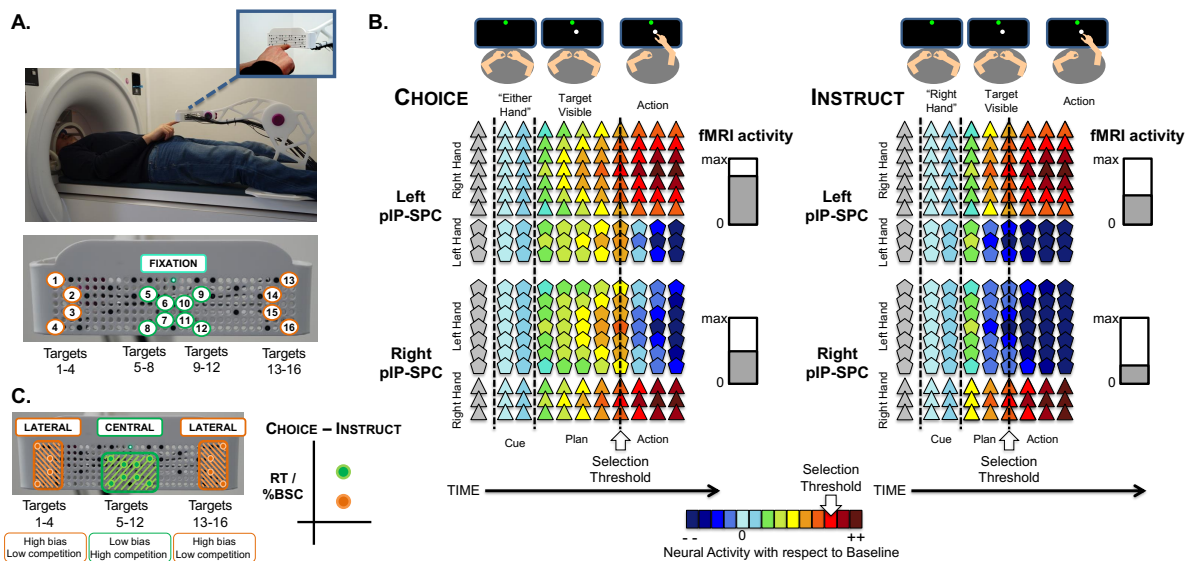 A.
FIXATION
1
2
3
4
5
6
7
8
9
10
11
12
13
14
15
16
Targets
1-4
Targets
5-8
Targets
9-12
Targets
13-16
C.
LATERAL
CENTRAL
LATERAL
Targets
1-4
Targets
5-12
Targets
13-16
High bias
Low competition
Low bias
High competition
High bias
Low competition
CHOICE – INSTRUCT
RT /
%BSC
B.
CHOICE
"Either
Hand"
Target
Visible
Action
fMRI activity
max
0
Left
pIP-SPC
Right Hand
Left Hand
max
0
Right
pIP-SPC
Left Hand
Right Hand
Cue
Plan
Action
Selection
Threshold
TIME
INSTRUCT
"Right
Hand"
Target
Visible
Action
fMRI activity
max
0
Left
pIP-SPC
Right Hand
Left Hand
max
0
Right
pIP-SPC
Left Hand
Right Hand
Cue
Plan
Action
Selection
Threshold
TIME
Selection
Threshold
- -
0
++
Neural Activity with respect to Baseline